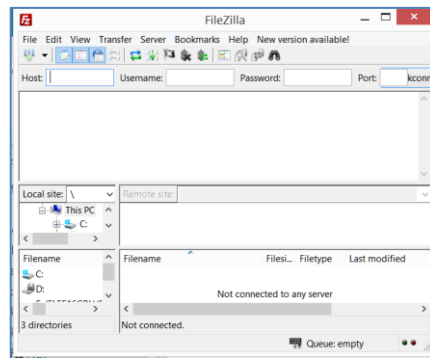 FileZilla
File Edit View Transfer Server Bookmarks Help New version available!
Host: Username: Password: Port: kconn
Local site: \ Remote site:
This PC
C:
Filename Filename Filesi... Filetype Last modified
C:
D:
Not connected to any server
3 directories Not connected.
Queue: empty